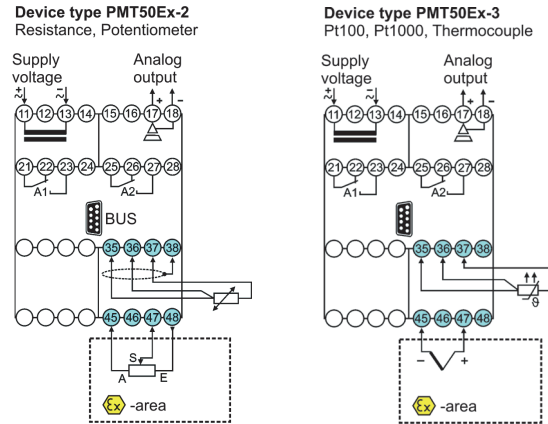 Device type PMT50Ex-2
Resistance, Potentiometer
Supply
voltage
Analog
output
~+ ~–
+ –
11 12 13 14 15 16 17 18
21 22 23 24 25 26 27 28
A1 A2
BUS
35 36 37 38
45 46 47 48
S
A E
Ex -area
Device type PMT50Ex-3
Pt100, Pt1000, Thermocouple
Supply
voltage
Analog
output
~+ ~–
+ –
11 12 13 14 15 16 17 18
21 22 23 24 25 26 27 28
A1 A2
35 36 37 38
ϑ
45 46 47 48
– +
Ex -area